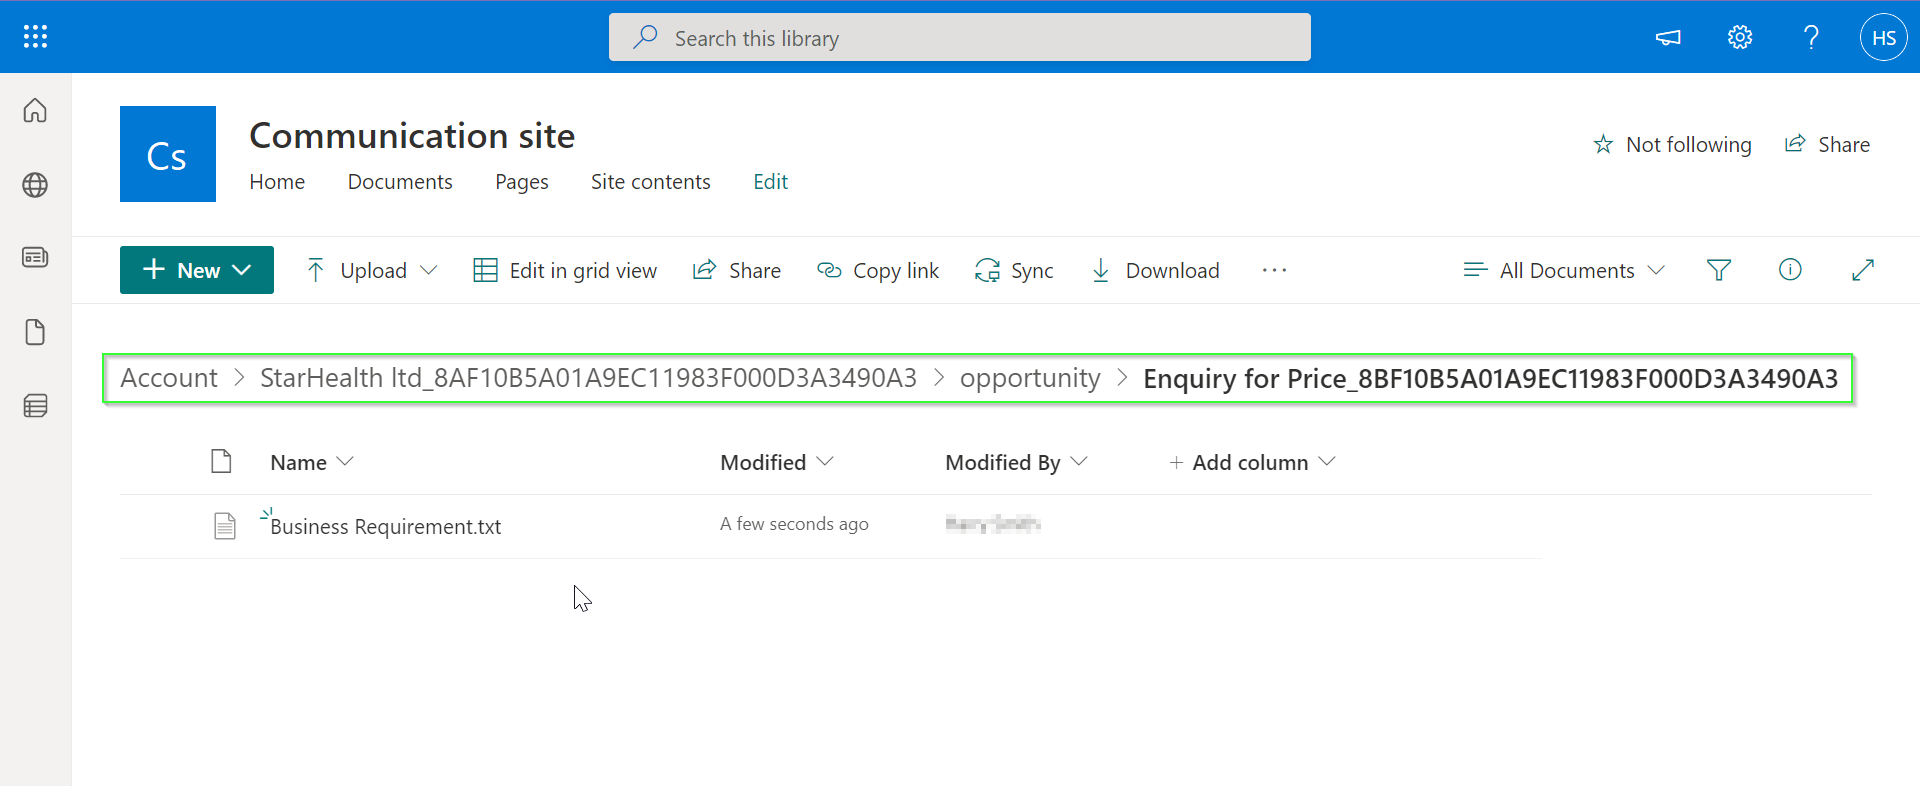 Search this library
HS
Cs
Communication site
Home Documents Pages Site contents Edit
Not following Share
New Upload Edit in grid view Share Copy link Sync Download ... All Documents
Account > StarHealth ltd_8AF10B5A01A9EC11983F000D3A3490A3 > opportunity > Enquiry for Price_8BF10B5A01A9EC11983F000D3A3490A3
Name Modified Modified By + Add column
Business Requirement.txt A few seconds ago